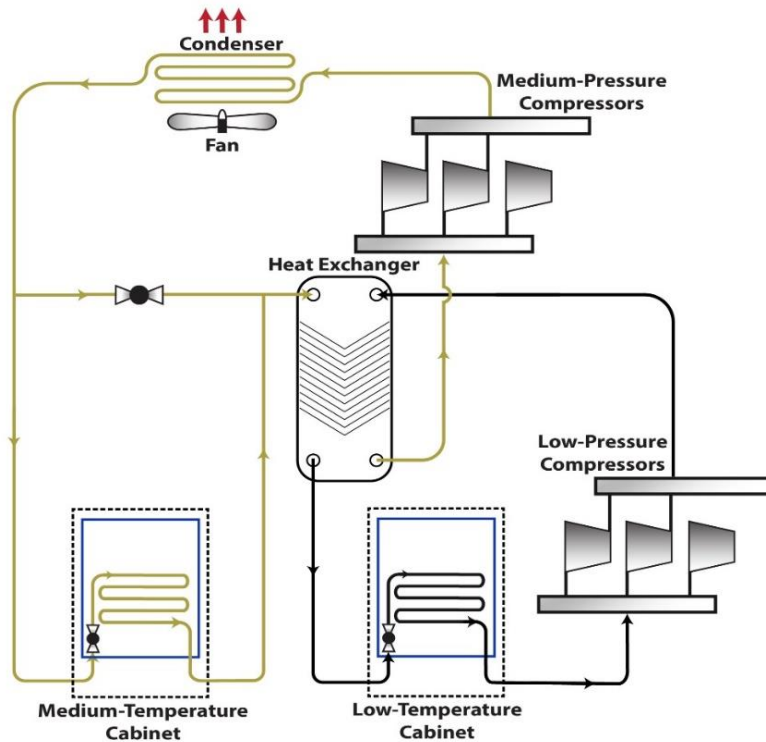 Condenser
Fan
Medium-Pressure
Compressors
Heat Exchanger
Low-Pressure
Compressors
Medium-Temperature
Cabinet
Low-Temperature
Cabinet